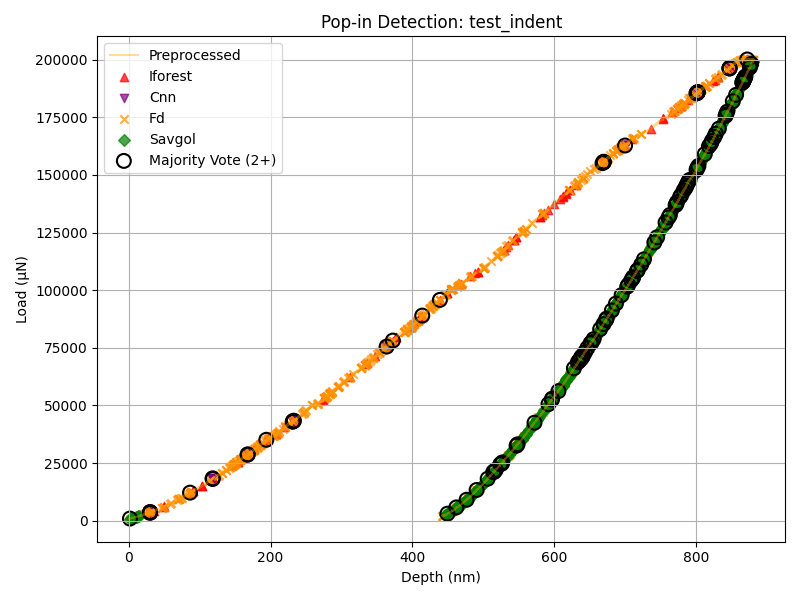 Pop-in Detection: test_indent
200000
175000
150000
125000
100000
75000
50000
25000
0
Load (µN)
Preprocessed
Iforest
Cnn
Fd
Savgol
Majority Vote (2+)
0
200
400
600
800
Depth (nm)